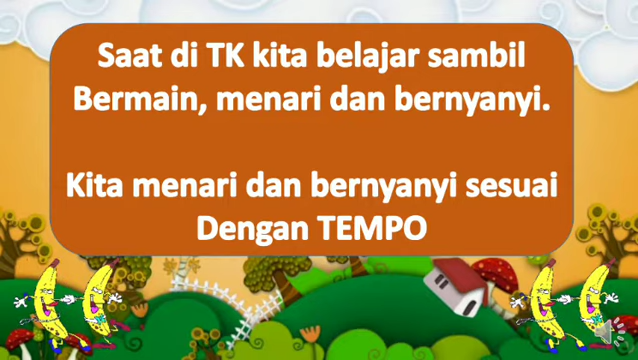 Saat di TK kita belajar sambil
Bermain, menari dan bernyanyi.
Kita menari dan bernyanyi sesuai
Dengan TEMPO